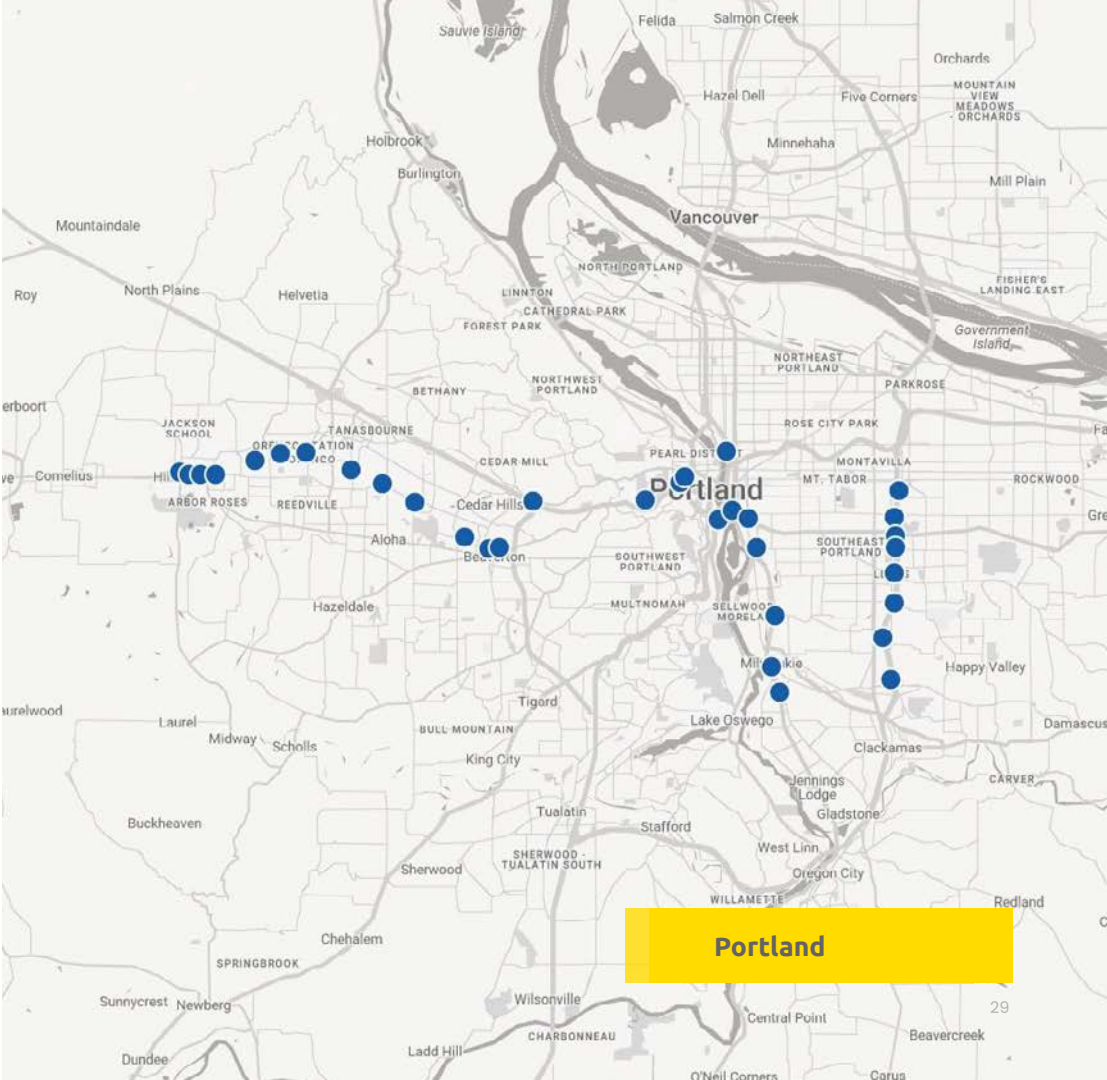 Felida
Salmon Creek
Sauvie Island
Orchards
MOUNTAIN
VIEW
MEADOWS
- ORCHARDS
Hazel Dell
Five Corners
Holbrook
Minnehaha
Burlington
Mill Plain
Vancouver
Mountaindale
NORTH PORTLAND
FISHER'S
LANDING EAST
Roy
North Plains
Helvetia
LINNTON
CATHEDRAL PARK
FOREST PARK
Government
Island
NORTHEAST
PORTLAND
NORTHWEST
PORTLAND
PARKROSE
BETHANY
erboort
JACKSON
SCHOOL
TANASBOURNE
ROSE CITY PARK
PEARL
CEDAR MILL
MONTAVILLA
Cornelius
MT. TABOR
ROCKWOOD
Portland
ARBOR ROSES
REEDVILLE
Cedar Hills
Aloha
SOUTHEAST
PORTLAND
SOUTHWEST
PORTLAND
Hazeldale
MULTNOMAH
SELLWOOD
Happy Valley
Tigard
aurelwood
Laurel
Midway
Scholls
BULL MOUNTAIN
Lake Oswego
Damascus
King City
Clackamas
Jennings
Lodge
CARVER
Buckheaven
Tualatin
Stafford
Gladstone
SHERWOOD -
TUALATIN SOUTH
West Linn
Sherwood
Oregon City
WILLAMETTE
Redland
Chehalem
Portland
SPRINGBROOK
Sunnycrest
Newberg
Wilsonville
29
Central Point
CHARBONNEAU
Beavercreek
Ladd Hill
Dundee
O'Neil Corners
Carus